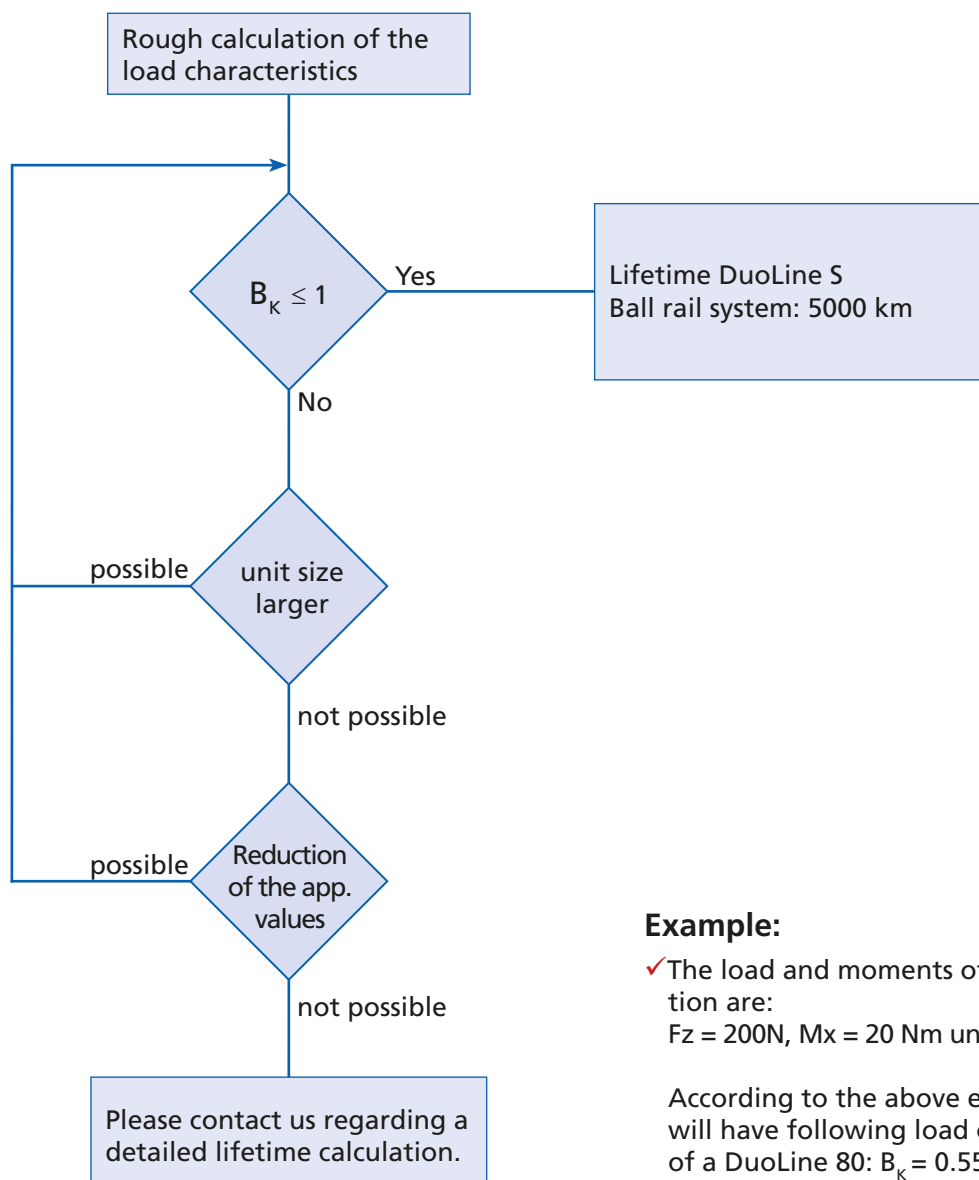 Rough calculation of the
load characteristics
B_K ≤ 1
Yes
Lifetime DuoLine S
Ball rail system: 5000 km
No
possible
unit size
larger
not possible
possible
Reduction
of the app.
values
not possible
Please contact us regarding a
detailed lifetime calculation.
Example:
✓The load and moments
tion are:
Fz = 200N, Mx = 20 Nm un
According to the above e
will have following load
of a DuoLine 80: B_K = 0.55